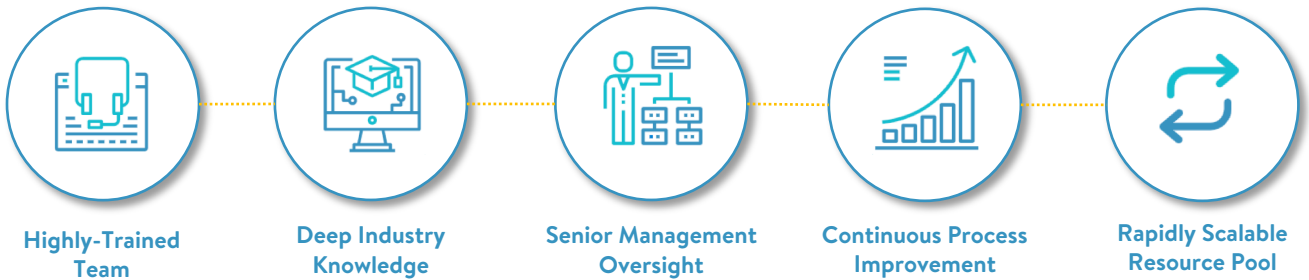 Highly-Trained
Team
Deep Industry
Knowledge
Senior Management
Oversight
Continuous Process
Improvement
Rapidly Scalable
Resource Pool